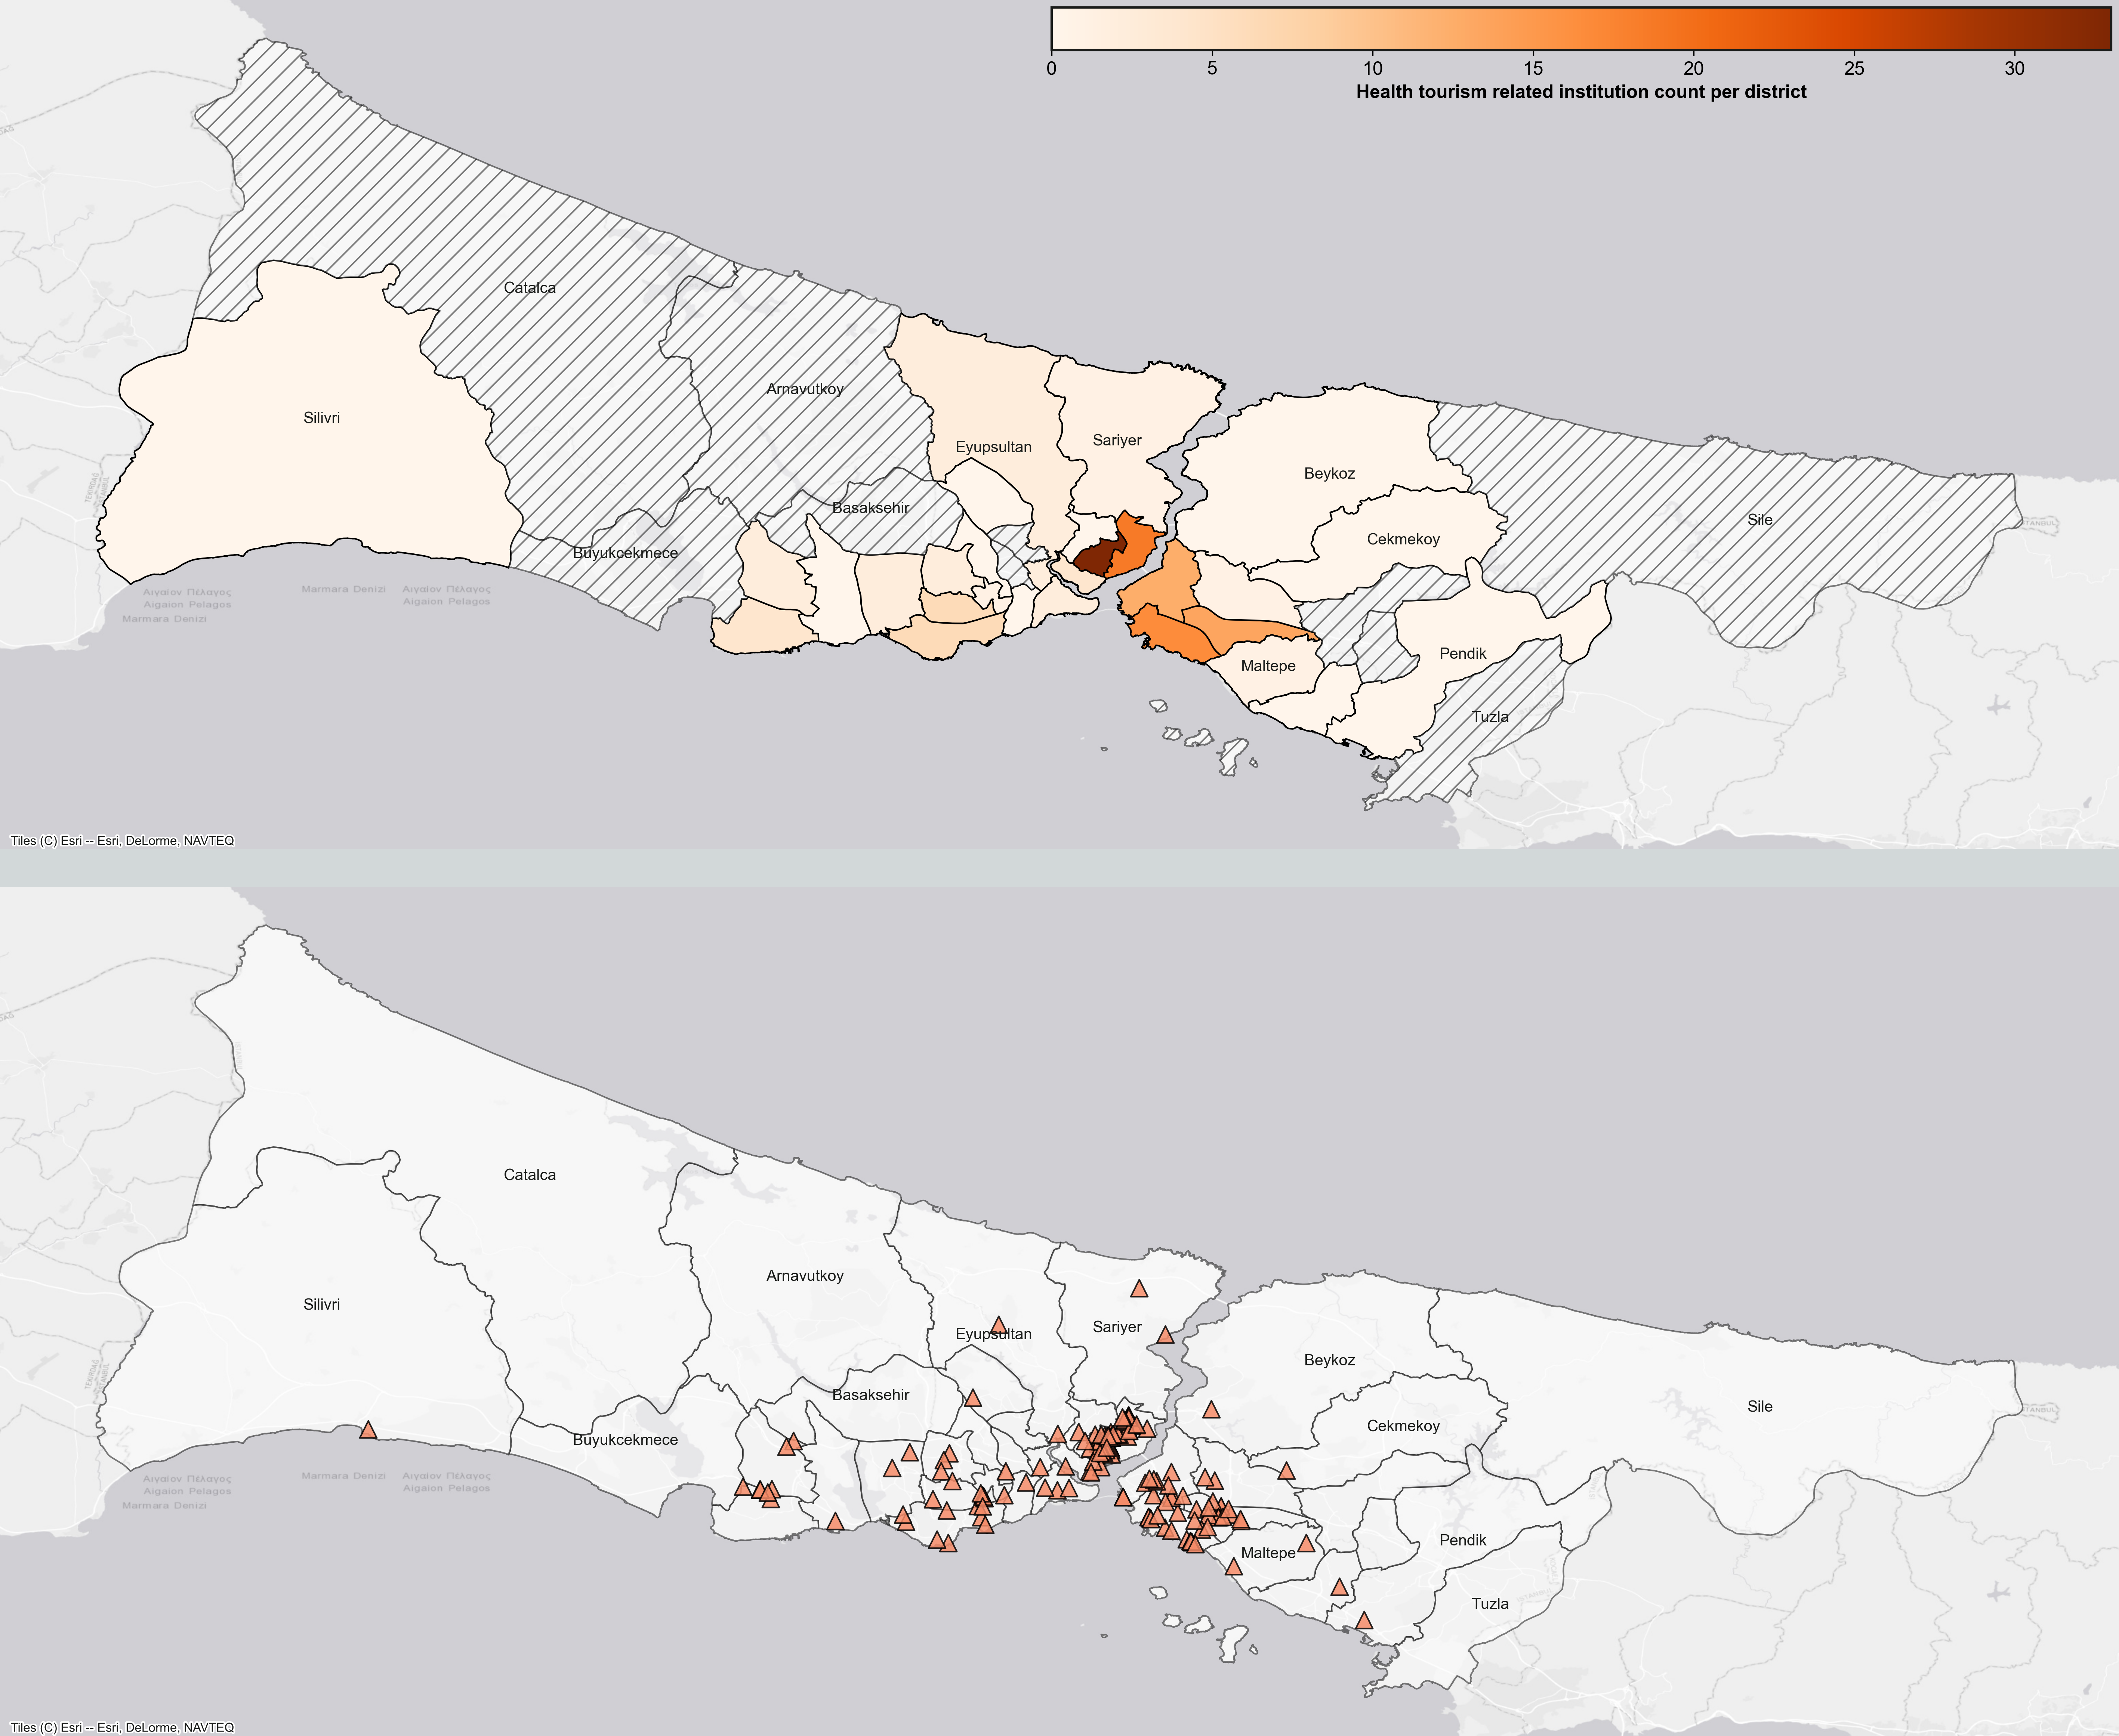 0 5 10 15 20 25 30
Health tourism related institution count per district
Catalca
Arnavutkoy
Silivri
Eyupsultan
Sariyer
Beykoz
Basaksehir
Sile
Cekmekoy
Buyukcekmece
Αιγαίον Πέλαγος
Aigaion Pelagos
Marmara Denizi
Marmara Denizi
Αιγαίον Πέλαγος
Aigaion Pelagos
Maltepe
Pendik
Tuzla
Tiles (C) Esri -- Esri, DeLorme, NAVTEQ
Catalca
Arnavutkoy
Silivri
Eyupsultan
Sariyer
Beykoz
Basaksehir
Sile
Cekmekoy
Buyukcekmece
Αιγαίον Πέλαγος
Aigaion Pelagos
Marmara Denizi
Marmara Denizi
Αιγαίον Πέλαγος
Aigaion Pelagos
Maltepe
Pendik
Tuzla
Tiles (C) Esri -- Esri, DeLorme, NAVTEQ